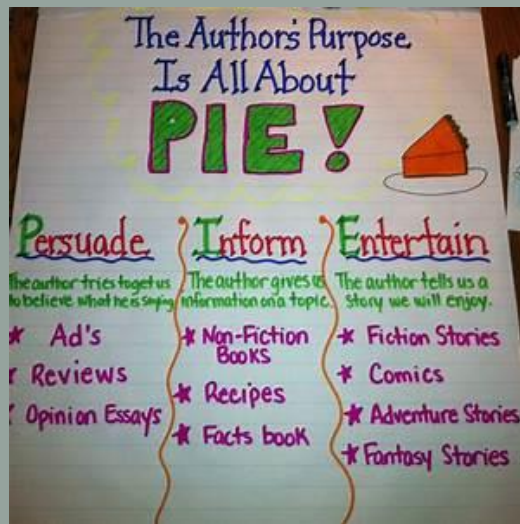 The Author's Purpose
Is All About
PIE!
Persuade
The author tries to get us
to believe what he is saying
* Ad's
Reviews
Opinion Essays
Inform
The author gives us
information on a topic.
* Non-Fiction
Books
* Recipes
* Facts book
Entertain
The author tells us a
story we will enjoy.
* Fiction Stories
* Comics
* Adventure Stories
* Fantasy Stories